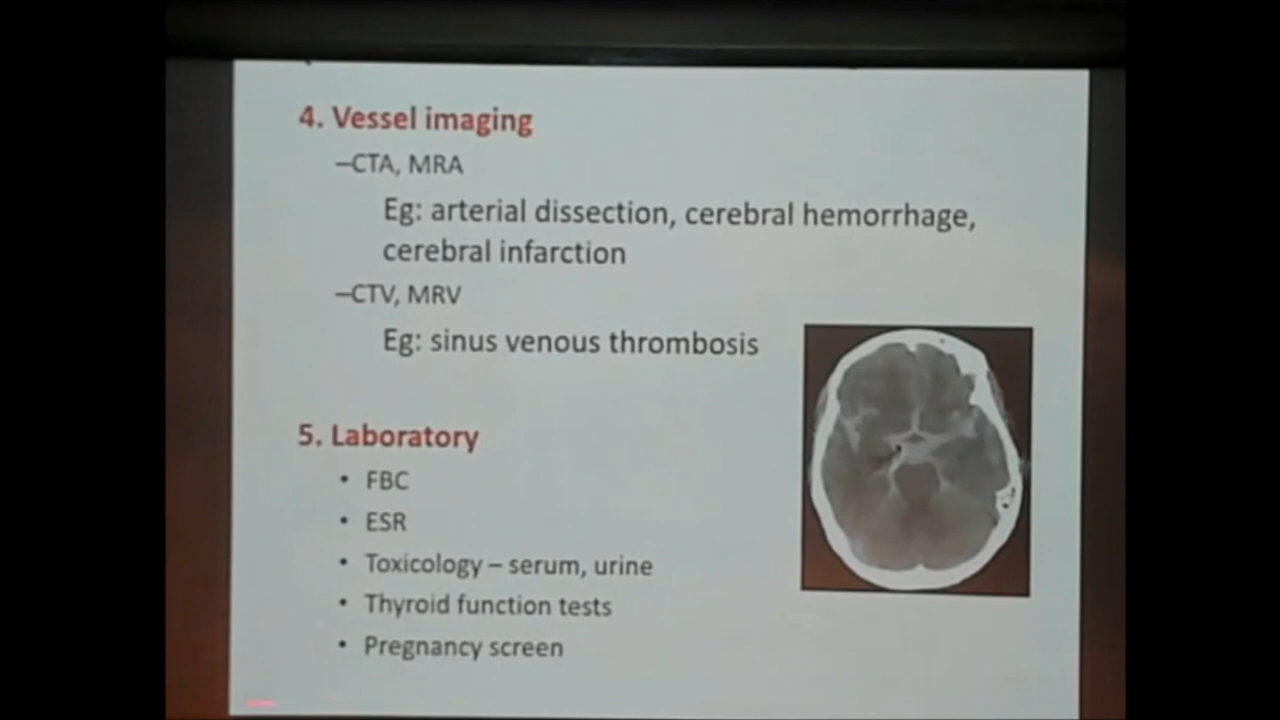 4. Vessel imaging
–CTA, MRA
Eg: arterial dissection, cerebral hemorrhage,
cerebral infarction
–CTV, MRV
Eg: sinus venous thrombosis
5. Laboratory
• FBC
• ESR
• Toxicology – serum, urine
• Thyroid function tests
• Pregnancy screen